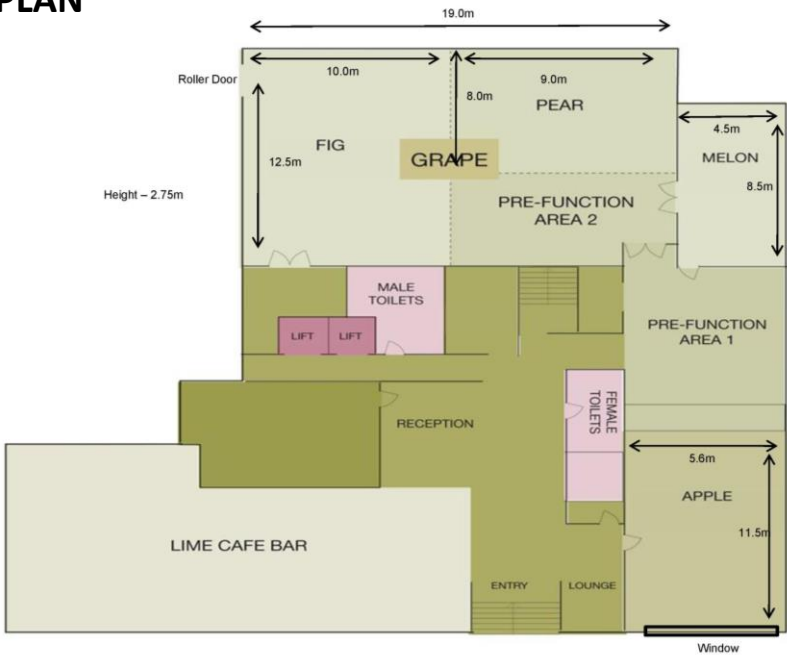 PLAN
19.0m
Roller Door
10.0m
9.0m
8.0m
PEAR
4.5m
FIG
12.5m
GRAPE
MELON
8.5m
Height – 2.75m
PRE-FUNCTION
AREA 2
MALE
TOILETS
LIFT
LIFT
PRE-FUNCTION
AREA 1
FEMALE
TOILETS
RECEPTION
5.6m
APPLE
11.5m
LIME CAFE BAR
ENTRY
LOUNGE
Window